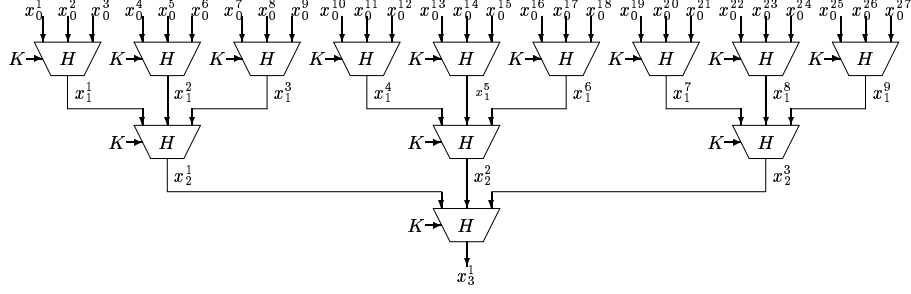 x_0^1 x_0^2 x_0^3 x_0^4 x_0^5 x_0^6 x_0^7 x_0^8 x_0^9 x_0^10 x_0^11 x_0^12 x_0^13 x_0^14 x_0^15 x_0^16 x_0^17 x_0^18 x_0^19 x_0^20 x_0^21 x_0^22 x_0^23 x_0^24 x_0^25 x_0^26 x_0^27
K H K H K H K H K H K H K H K H K H
x_1^1 x_1^2 x_1^3 x_1^4 x_1^5 x_1^6 x_1^7 x_1^8 x_1^9
K H K H K H
x_2^1 x_2^2 x_2^3
K H
x_3^1